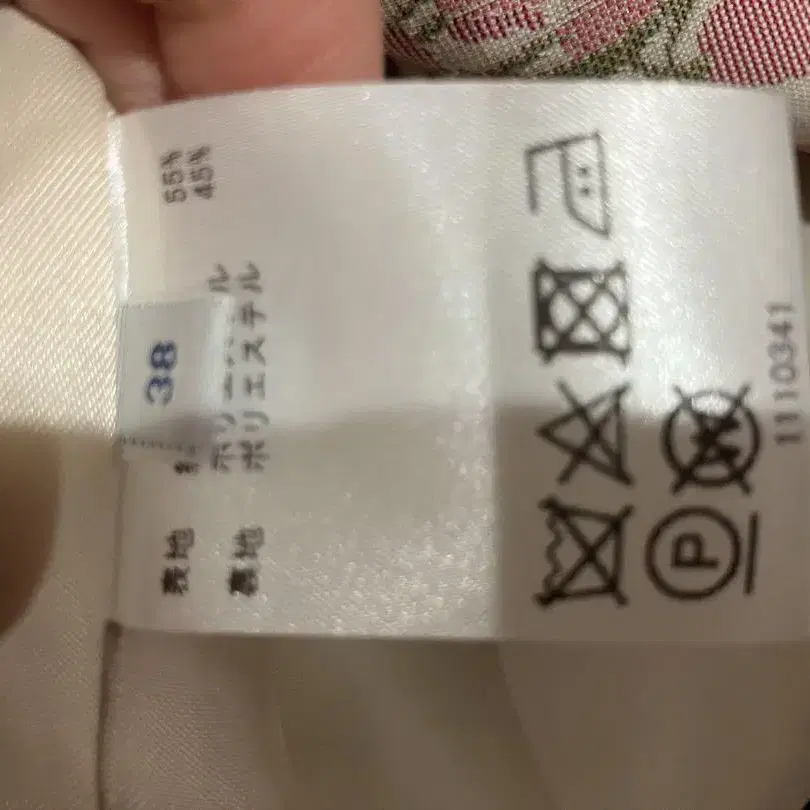 表地 55%
ポリエステル 45%
裏地 ポリエステル
38
P
W
1110341